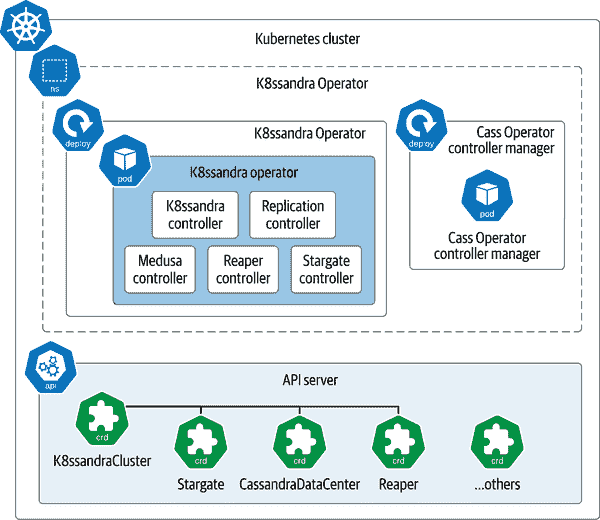 Kubernetes cluster
ns
K8ssandra Operator
deploy
K8ssandra Operator
pod
K8ssandra operator
K8ssandra
controller
Replication
controller
Medusa
controller
Reaper
controller
Stargate
controller
deploy
Cass Operator
controller manager
pod
Cass Operator
controller manager
api
API server
crd
K8ssandraCluster
crd
Stargate
crd
CassandraDataCenter
crd
Reaper
crd
...others